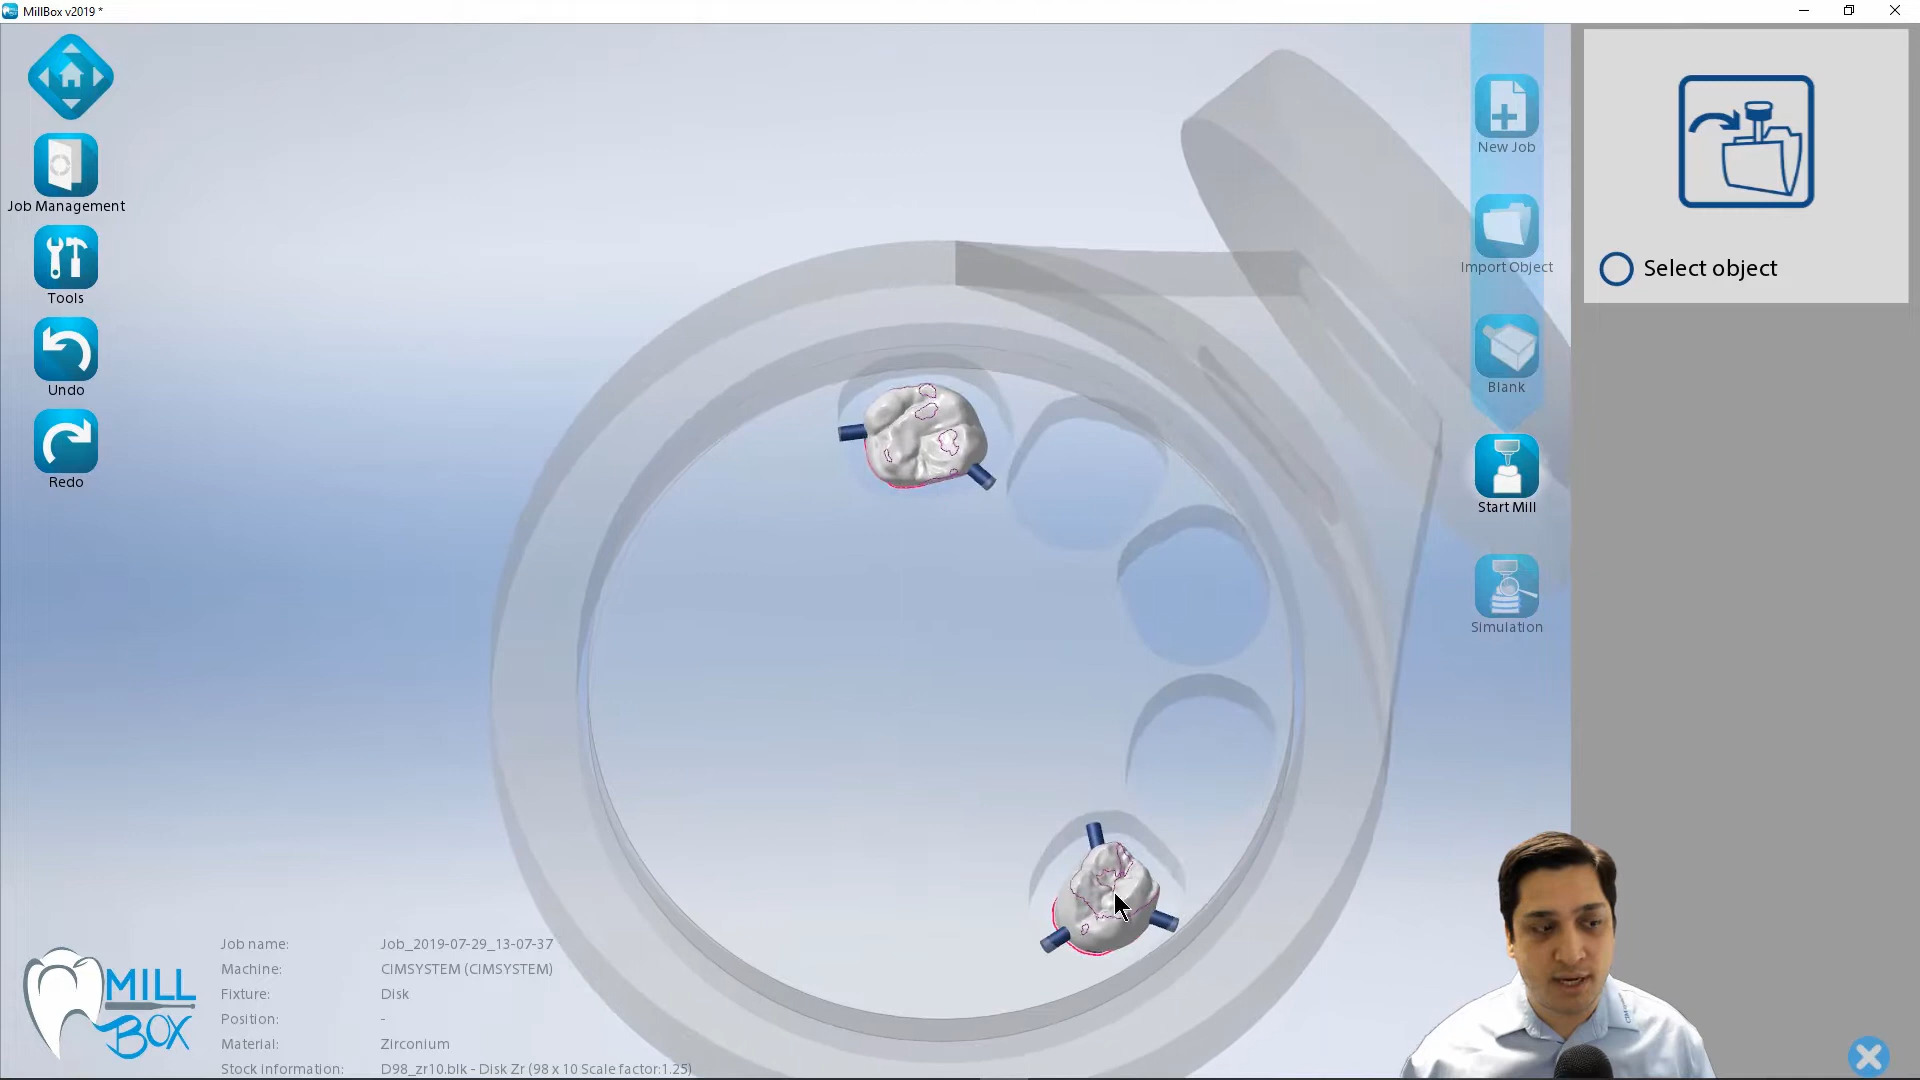 MillBox v2019 *
Job Management
Tools
Undo
Redo
New Job
Import Object
Blank
Start Mill
Simulation
Select object
MILL
BOX
Job name: Job_2019-07-29_13-07-37
Machine: CIMSYSTEM (CIMSYSTEM)
Fixture: Disk
Position: -
Material: Zirconium
Stock Information: D98_zr10.blk - Disk Zr (98 x 10 Scale factor:1.25)